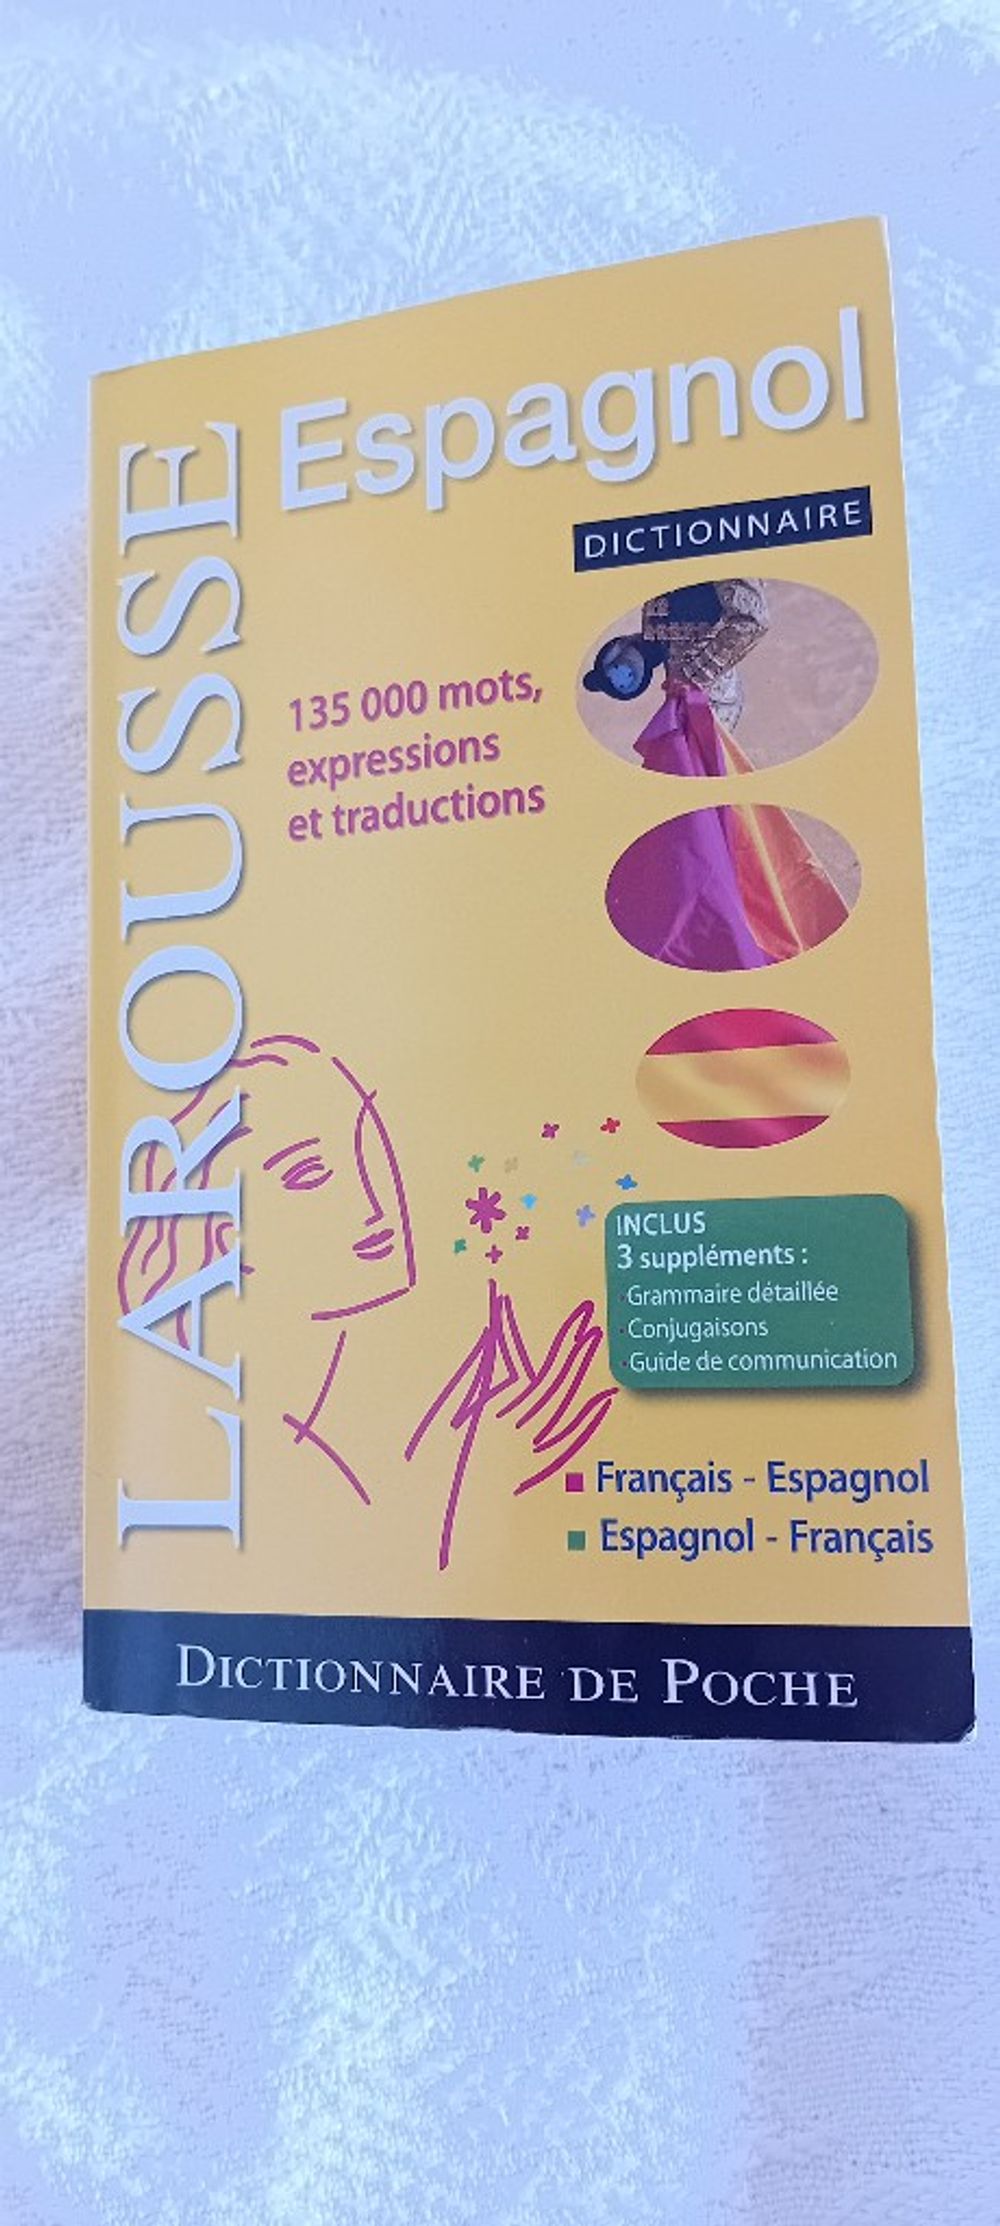 LAROUSSE
Espagnol
DICTIONNAIRE
135 000 mots,
expressions
et traductions
INCLUS
3 suppléments :
·Grammaire détaillée
·Conjugaisons
·Guide de communication
Français - Espagnol
Espagnol - Français
DICTIONNAIRE DE POCHE